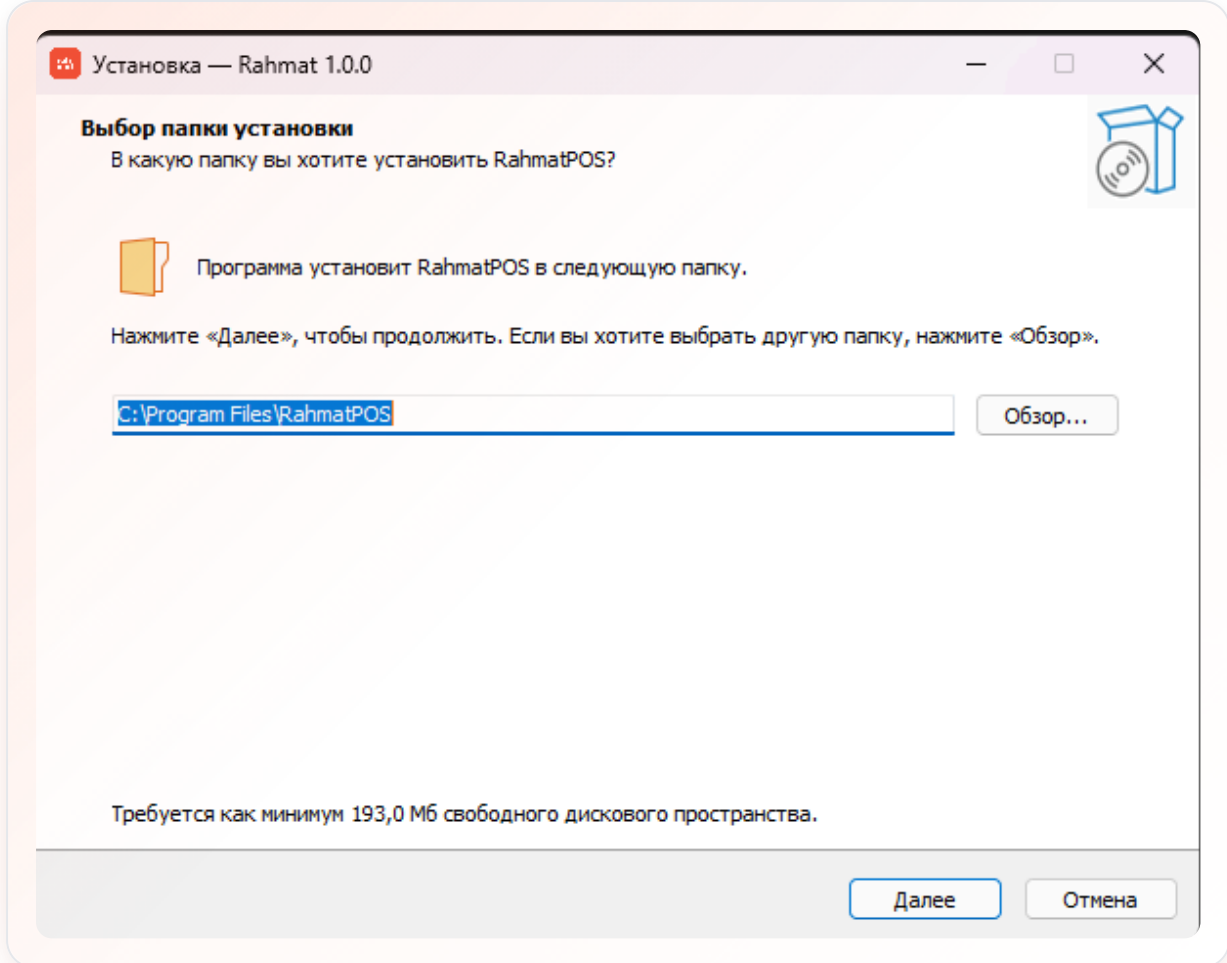 Установка — Rahmat 1.0.0
Выбор папки установки
В какую папку вы хотите установить RahmatPOS?
Программа установит RahmatPOS в следующую папку.
Нажмите «Далее», чтобы продолжить. Если вы хотите выбрать другую папку, нажмите «Обзор».
C:\Program Files\RahmatPOS
Обзор...
Требуется как минимум 193,0 Мб свободного дискового пространства.
Далее
Отмена